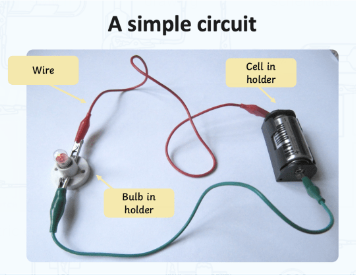 A simple circuit
Wire
Cell in
holder
Bulb in
holder